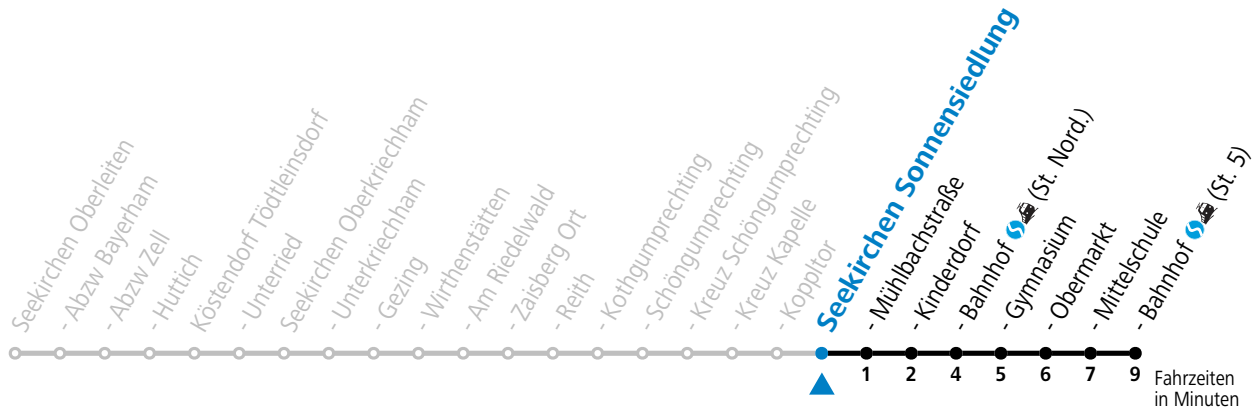 Seekirchen Oberleiten
- Abzw Bayerham
- Abzw Zell
- Huttich
Köstendorf Tödtleinsdorf
- Unterried
Seekirchen Oberkriechham
- Unterkriechham
- Gezing
- Wirthenstätten
- Am Riedelwald
- Zaisberg Ort
- Reith
- Kothgumprechting
- Schöngumprechting
- Kreuz Schöngumprechting
- Kreuz Kapelle
- Koppitor
Seekirchen Sonnensiedlung
- Mühlbachstraße
- Kinderdorf
- Bahnhof (St. Nord.)
- Gymnasium
- Obermarkt
- Mittelschule
- Bahnhof (St. 5)
1 2 4 5 6 7 9
Fahrzeiten
in Minuten